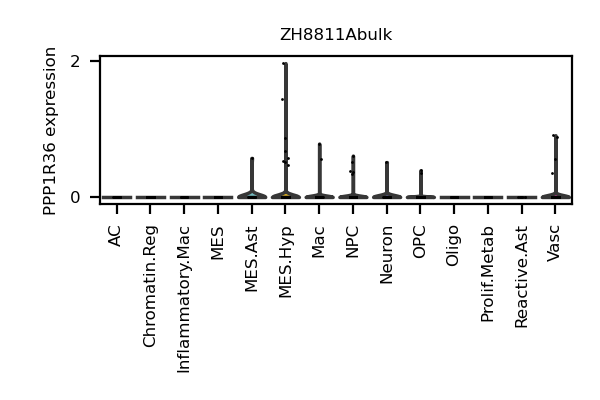 ZH8811Abulk
PPP1R36 expression
2
0
AC
Chromatin.Reg
Inflammatory.Mac
MES
MES.Ast
MES.Hyp
Mac
NPC
Neuron
OPC
Oligo
Prolif.Metab
Reactive.Ast
Vasc